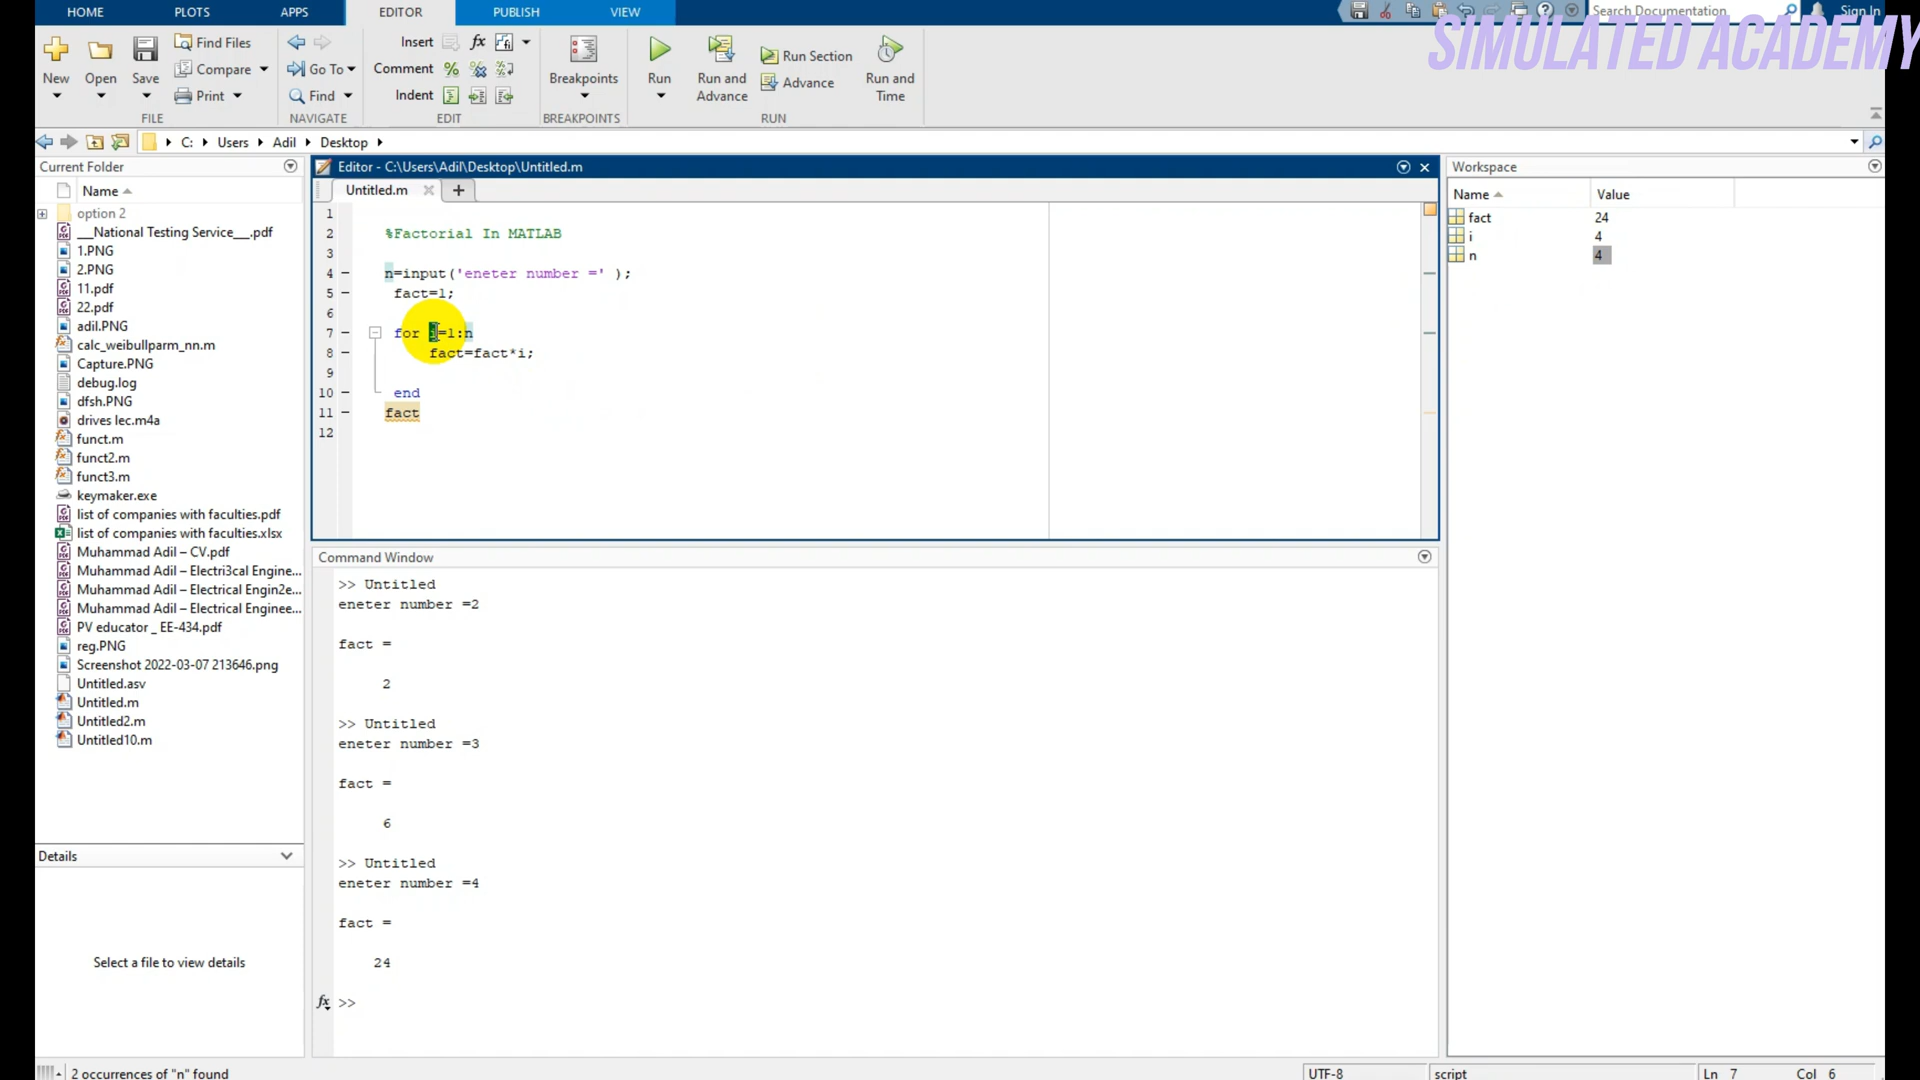 HOME PLOTS APPS EDITOR PUBLISH VIEW
Search Documentation
Sign In
SIMULATED ACADEMY
New
Open
Save
Find Files
Compare
Print
FILE
Go To
Find
NAVIGATE
Insert
fx
Comment
Indent
EDIT
Breakpoints
BREAKPOINTS
Run
Run and
Advance
Run Section
Advance
Run and
Time
RUN
C: Users Adil Desktop
Current Folder
Name
option 2
___National Testing Service___.pdf
1.PNG
2.PNG
11.pdf
22.pdf
adil.PNG
calc_weibullparm_nn.m
Capture.PNG
debug.log
dfsh.PNG
drives lec.m4a
funct.m
funct2.m
funct3.m
keymaker.exe
list of companies with faculties.pdf
list of companies with faculties.xlsx
Muhammad Adil – CV.pdf
Muhammad Adil – Electri3cal Engine...
Muhammad Adil – Electrical Engin2e...
Muhammad Adil – Electrical Enginee...
PV educator _ EE-434.pdf
reg.PNG
Screenshot 2022-03-07 213646.png
Untitled.asv
Untitled.m
Untitled2.m
Untitled10.m
Details
Select a file to view details
Editor - C:\Users\Adil\Desktop\Untitled.m
Untitled.m
1
2 %Factorial In MATLAB
3
4 – n=input('eneter number =' );
5 – fact=1;
6
7 – for i=1:n
8 – fact=fact*i;
9
10 – end
11 – fact
12
Command Window
>> Untitled
eneter number =2
fact =
2
>> Untitled
eneter number =3
fact =
6
>> Untitled
eneter number =4
fact =
24
fx >>
Workspace
Name Value
fact 24
i 4
n 4
2 occurrences of "n" found
UTF-8
script
Ln 7 Col 6